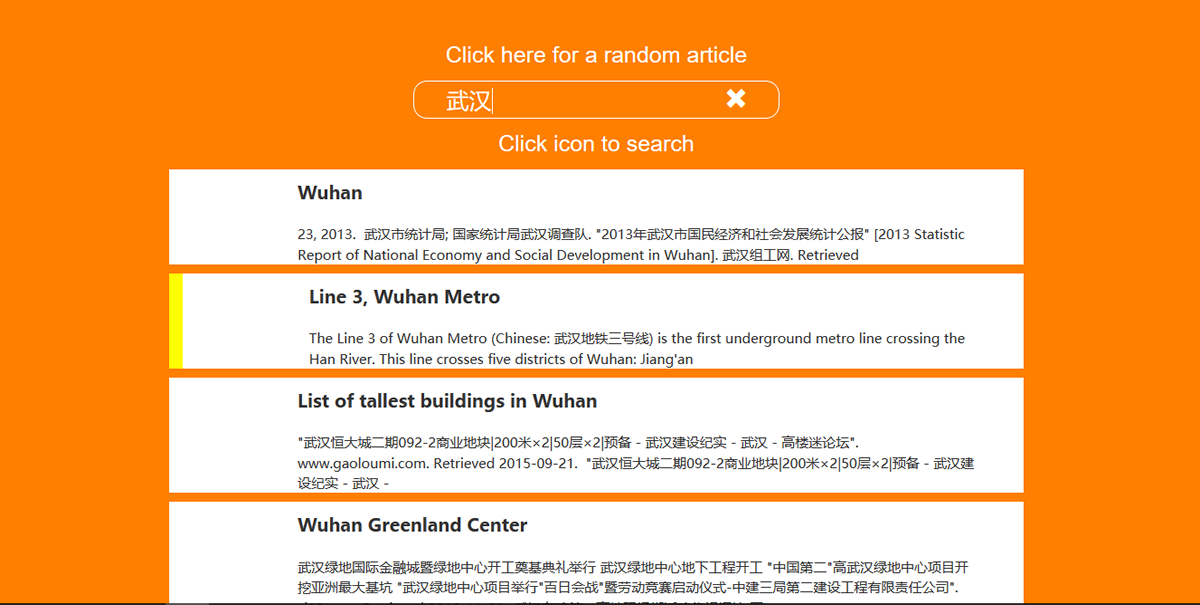 Click here for a random article
武汉
Click icon to search
Wuhan
23, 2013. 武汉市统计局; 国家统计局武汉调查队. "2013年武汉市国民经济和社会发展统计公报" [2013 Statistic
Report of National Economy and Social Development in Wuhan]. 武汉组工网. Retrieved
Line 3, Wuhan Metro
The Line 3 of Wuhan Metro (Chinese: 武汉地铁三号线) is the first underground metro line crossing the
Han River. This line crosses five districts of Wuhan: Jiang'an
List of tallest buildings in Wuhan
"武汉恒大城二期092-2商业地块|200米×2|50层×2|预备 - 武汉建设纪实 - 武汉 - 高楼迷论坛".
www.gaoloumi.com. Retrieved 2015-09-21. "武汉恒大城二期092-2商业地块|200米×2|50层×2|预备 - 武汉建
设纪实 - 武汉 -
Wuhan Greenland Center
武汉绿地国际金融城暨绿地中心开工奠基典礼举行 武汉绿地中心地下工程开工 "中国第二"高武汉绿地中心项目开
挖亚洲最大基坑 "武汉绿地中心项目举行"百日会战"暨劳动竞赛启动仪式-中建三局第二建设工程有限责任公司".